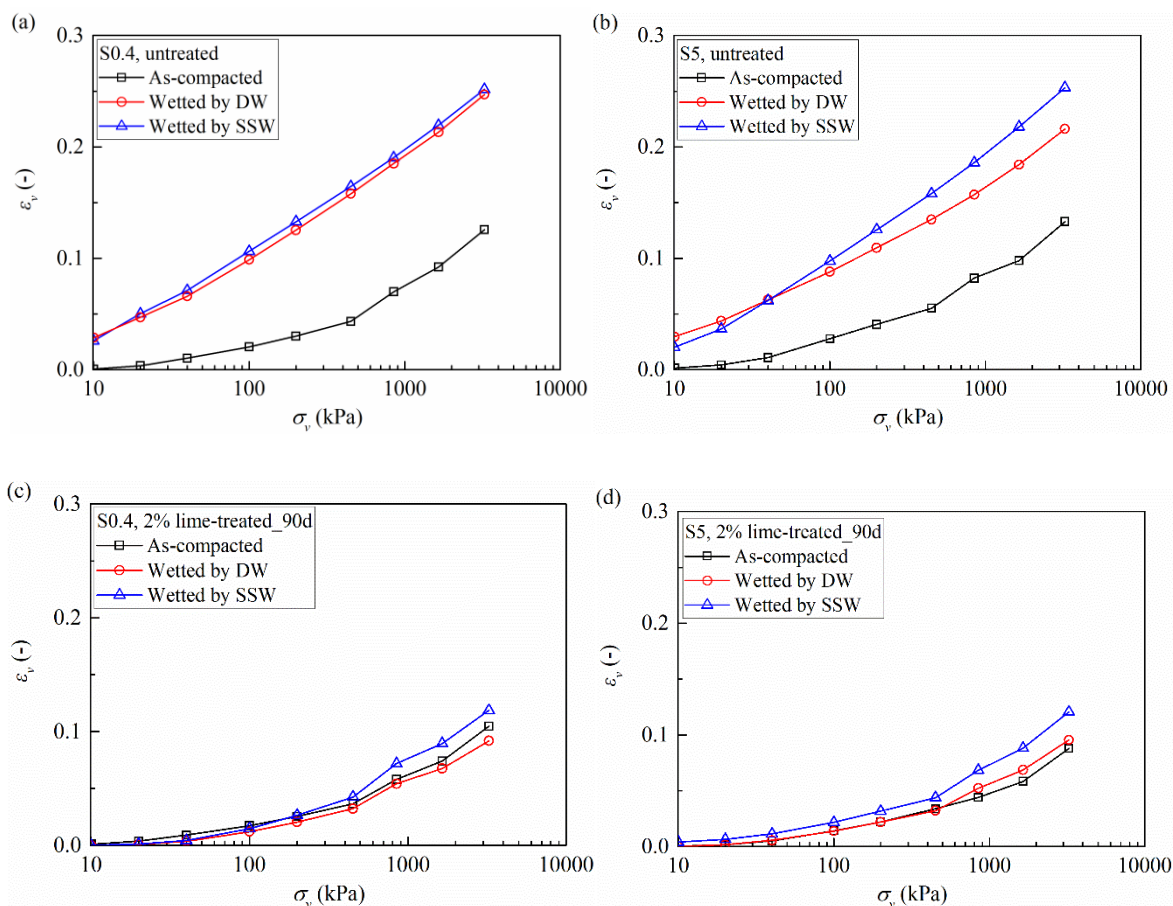 (a)
S0.4, untreated
As-compacted
Wetted by DW
Wetted by SSW
0.3
0.2
0.1
0.0
εv (-)
10 100 1000 10000
σv (kPa)
(b)
S5, untreated
As-compacted
Wetted by DW
Wetted by SSW
0.3
0.2
0.1
0.0
εv (-)
10 100 1000 10000
σv (kPa)
(c)
S0.4, 2% lime-treated_90d
As-compacted
Wetted by DW
Wetted by SSW
0.3
0.2
0.1
0.0
εv (-)
10 100 1000 10000
σv (kPa)
(d)
S5, 2% lime-treated_90d
As-compacted
Wetted by DW
Wetted by SSW
0.3
0.2
0.1
0.0
εv (-)
10 100 1000 10000
σv (kPa)